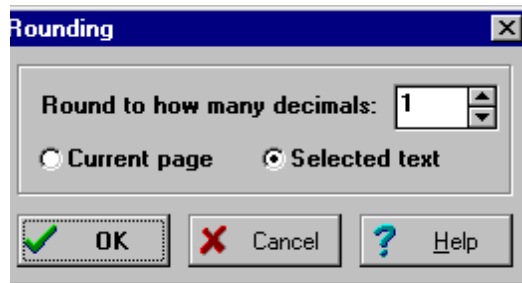 Rounding
Round to how many decimals: 1
Current page Selected text
OK Cancel Help